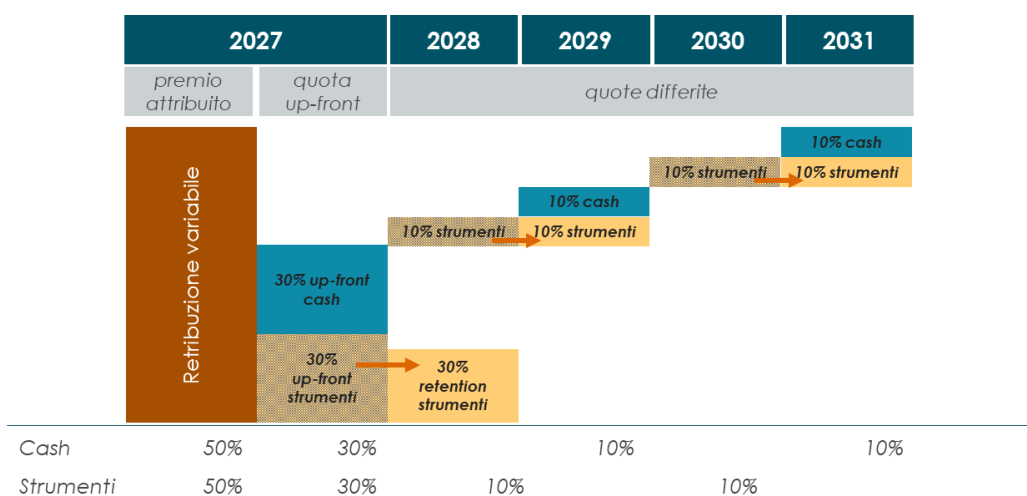 2027 2028 2029 2030 2031
premio attribuito
quota up-front
quote differite
Retribuzione variabile
10% cash
10% strumenti 10% strumenti
10% cash
10% strumenti 10% strumenti
30% up-front
cash
30%
up-front
strumenti
30%
retention
strumenti
Cash 50% 30% 10% 10%
Strumenti 50% 30% 10% 10%